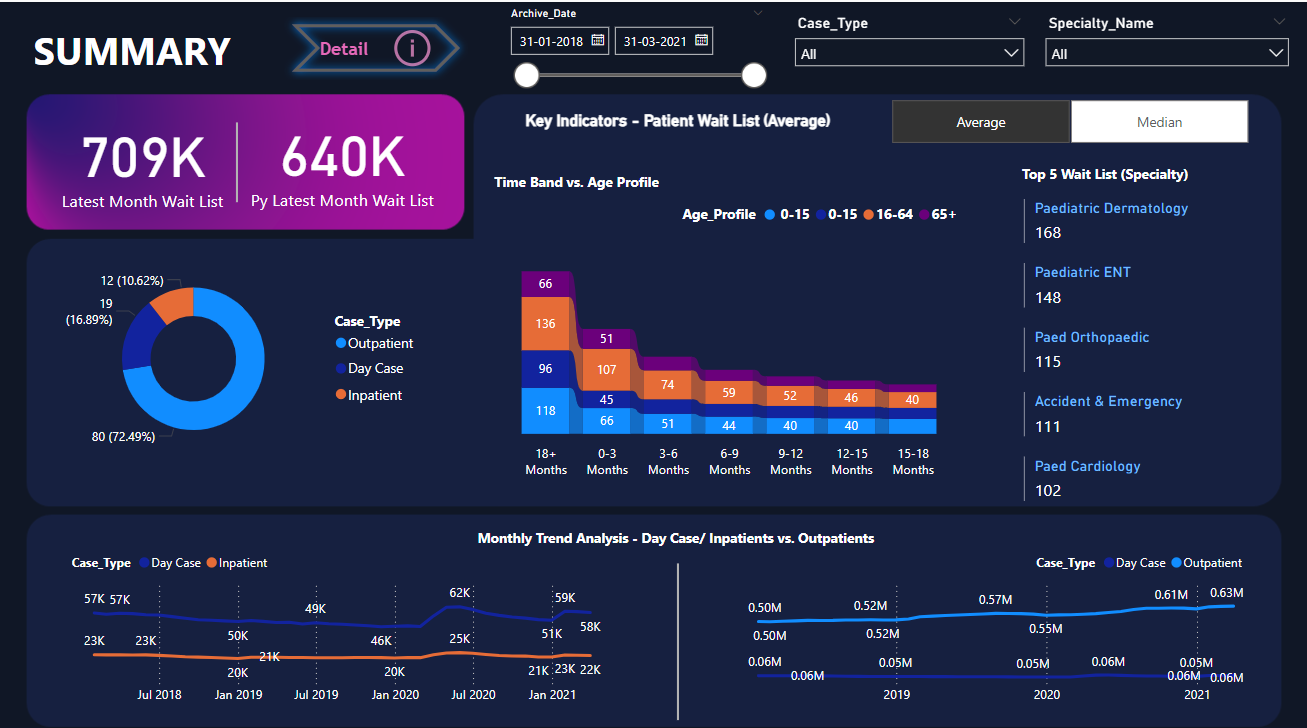 SUMMARY
Detail
i
Archive_Date
31-01-2018
31-03-2021
Case_Type
All
Specialty_Name
All
709K
Latest Month Wait List
640K
Py Latest Month Wait List
Key Indicators - Patient Wait List (Average)
Average
Median
12 (10.62%)
19
(16.89%)
80 (72.49%)
Case_Type
Outpatient
Day Case
Inpatient
Time Band vs. Age Profile
Age_Profile 0-15 0-15 16-64 65+
66
136
96
118
51
107
45
66
74
51
59
44
52
40
46
40
40
18+
Months
0-3
Months
3-6
Months
6-9
Months
9-12
Months
12-15
Months
15-18
Months
Top 5 Wait List (Specialty)
Paediatric Dermatology
168
Paediatric ENT
148
Paed Orthopaedic
115
Accident & Emergency
111
Paed Cardiology
102
Monthly Trend Analysis - Day Case/ Inpatients vs. Outpatients
Case_Type Day Case Inpatient
57K 57K
50K
49K
46K
62K
51K
59K
58K
23K
23K
20K
21K
20K
25K
21K 23K 22K
Jul 2018
Jan 2019
Jul 2019
Jan 2020
Jul 2020
Jan 2021
Case_Type Day Case Outpatient
0.50M
0.50M
0.52M
0.52M
0.57M
0.55M
0.61M
0.63M
0.06M
0.06M
0.05M
0.05M
0.06M
0.05M
0.06M
0.06M
2019
2020
2021